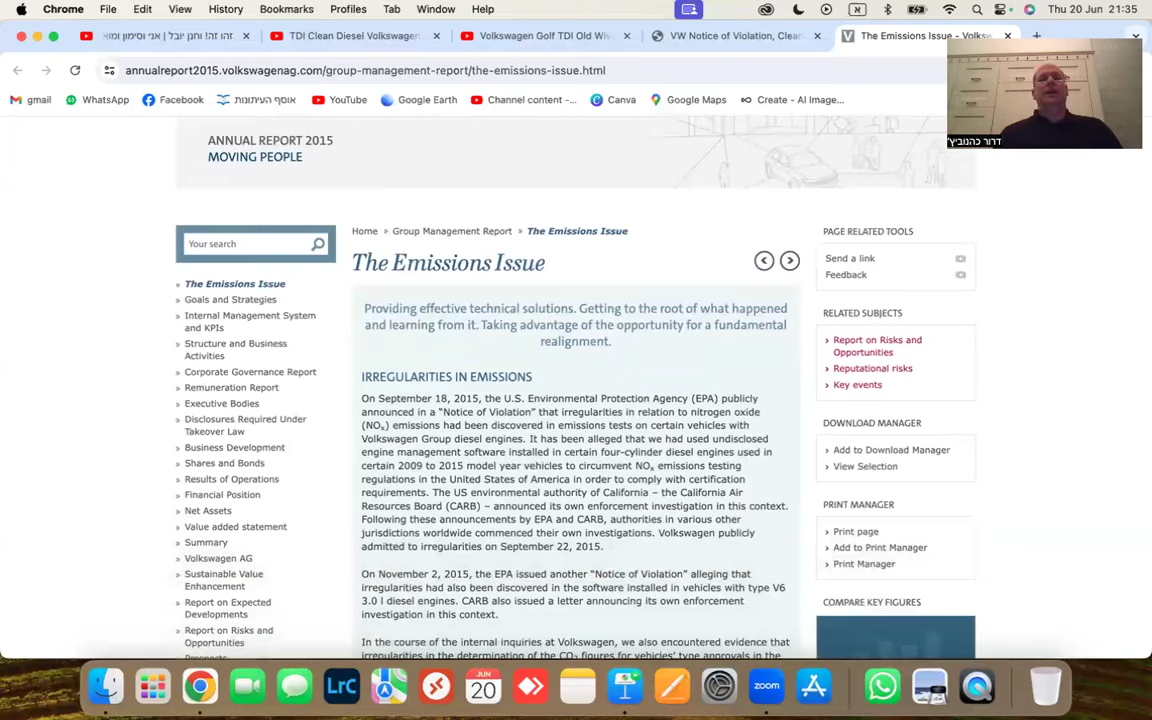 Chrome File Edit View History Bookmarks Profiles Tab Window Help
Thu 20 Jun 21:35
זהו זה! וחנן יובל | אני וסימון ומוא
TDI Clean Diesel Volkswagen
Volkswagen Golf TDI Old Wiv
VW Notice of Violation, Clean
The Emissions Issue - Volksw
annualreport2015.volkswagenag.com/group-management-report/the-emissions-issue.html
gmail
WhatsApp
Facebook
אוסף העיתונות
YouTube
Google Earth
Channel content -...
Canva
Google Maps
Create - AI Image...
דרור כהנוביץ'
ANNUAL REPORT 2015
MOVING PEOPLE
Your search
The Emissions Issue
Goals and Strategies
Internal Management System
and KPIs
Structure and Business
Activities
Corporate Governance Report
Remuneration Report
Executive Bodies
Disclosures Required Under
Takeover Law
Business Development
Shares and Bonds
Results of Operations
Financial Position
Net Assets
Value added statement
Summary
Volkswagen AG
Sustainable Value
Enhancement
Report on Expected
Developments
Report on Risks and
Opportunities
Prospects
Home » Group Management Report » The Emissions Issue
The Emissions Issue
Providing effective technical solutions. Getting to the root of what happened
and learning from it. Taking advantage of the opportunity for a fundamental
realignment.
IRREGULARITIES IN EMISSIONS
On September 18, 2015, the U.S. Environmental Protection Agency (EPA) publicly
announced in a “Notice of Violation” that irregularities in relation to nitrogen oxide
(NOx) emissions had been discovered in emissions tests on certain vehicles with
Volkswagen Group diesel engines. It has been alleged that we had used undisclosed
engine management software installed in certain four-cylinder diesel engines used in
certain 2009 to 2015 model year vehicles to circumvent NOx emissions testing
regulations in the United States of America in order to comply with certification
requirements. The US environmental authority of California – the California Air
Resources Board (CARB) – announced its own enforcement investigation in this context.
Following these announcements by EPA and CARB, authorities in various other
jurisdictions worldwide commenced their own investigations. Volkswagen publicly
admitted to irregularities on September 22, 2015.
On November 2, 2015, the EPA issued another “Notice of Violation” alleging that
irregularities had also been discovered in the software installed in vehicles with type V6
3.0 l diesel engines. CARB also issued a letter announcing its own enforcement
investigation in this context.
In the course of the internal inquiries at Volkswagen, we also encountered evidence that
irregularities in the determination of the CO2 figures for vehicles' type approvals in the
PAGE RELATED TOOLS
Send a link
Feedback
RELATED SUBJECTS
Report on Risks and
Opportunities
Reputational risks
Key events
DOWNLOAD MANAGER
Add to Download Manager
View Selection
PRINT MANAGER
Print page
Add to Print Manager
Print Manager
COMPARE KEY FIGURES
Lrc
JUN
20
zoom